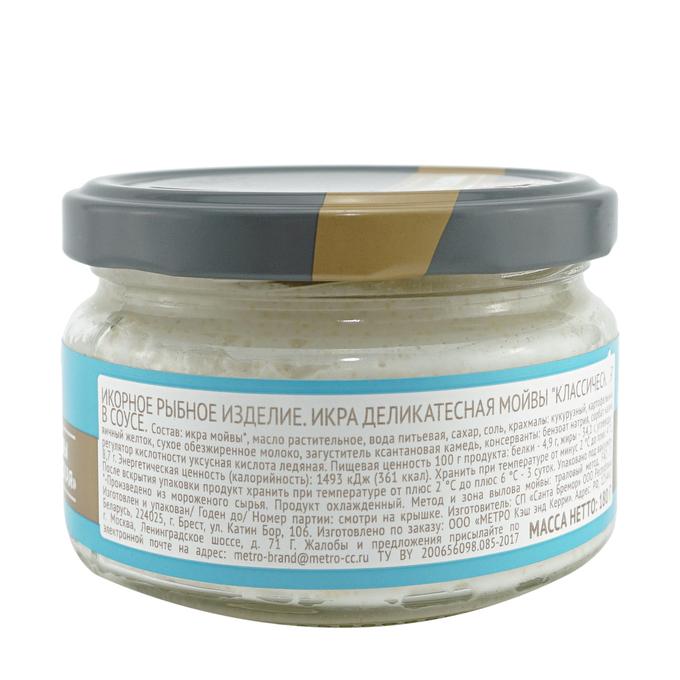 ИКОРНОЕ РЫБНОЕ ИЗДЕЛИЕ. ИКРА ДЕЛИКАТЕСНАЯ МОЙВЫ "КЛАССИЧЕСК
В СОУСЕ. Состав: икра мойвы*, масло растительное, вода питьевая, сахар, соль, крахмалы: кукурузный, картофельный
яичный желток, сухое обезжиренное молоко, загуститель ксантановая камедь, консерванты: бензоат натрия, сорбат калия
регулятор кислотности уксусная кислота ледяная. Пищевая ценность 100 г продукта: белки - 4,9 г, жиры
8,7 г. Энергетическая ценность (калорийность): 1493 кДж (361 ккал). Хранить при температуре от минус 2 °С до
После вскрытия упаковки продукт хранить при температуре от плюс 2 °С до плюс 6 °С - 3 суток. Упаковано под
*Произведено из мороженого сырья. Продукт охлажденный. Метод и зона вылова мойвы: траловый метод,
Изготовлен и упакован/ Годен до/ Номер партии: смотри на крышке. Изготовитель: СП «Санта Бремор» ООО Республика
Беларусь, 224025, г. Брест, ул. Катин Бор, 106. Изготовлено по заказу: ООО «МЕТРО Кэш энд Керри». Адрес: РФ,
г. Москва, Ленинградское шоссе, д. 71 Г. Жалобы и предложения присылайте по
электронной почте на адрес: metro-brand@metro-cc.ru ТУ BY 200656098.085-2017
МАССА НЕТТО: 180